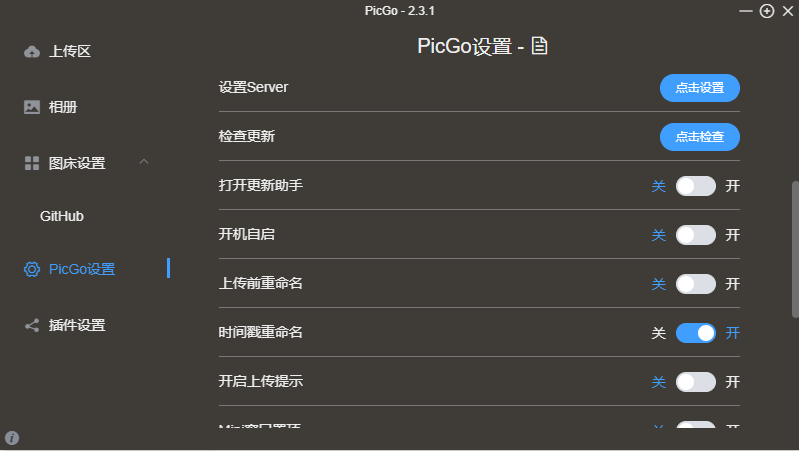 PicGo - 2.3.1
上传区
相册
图床设置
GitHub
PicGo设置
插件设置
PicGo设置 -
设置Server 点击设置
检查更新 点击检查
打开更新助手 关 开
开机自启 关 开
上传前重命名 关 开
时间戳重命名 关 开
开启上传提示 关 开